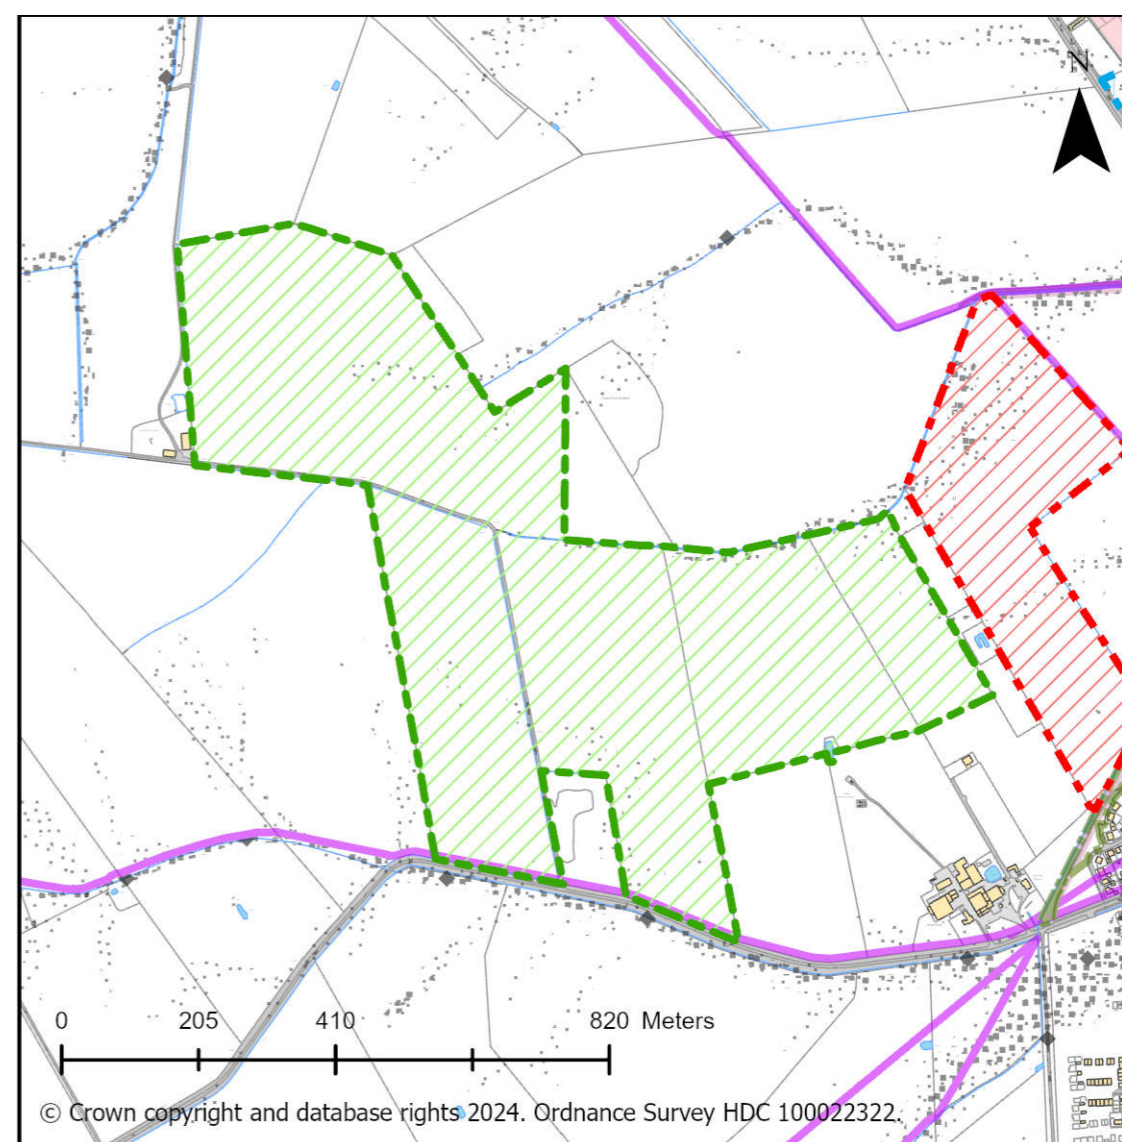 N
0 205 410 820 Meters
© Crown copyright and database rights 2024. Ordnance Survey HDC 100022322.